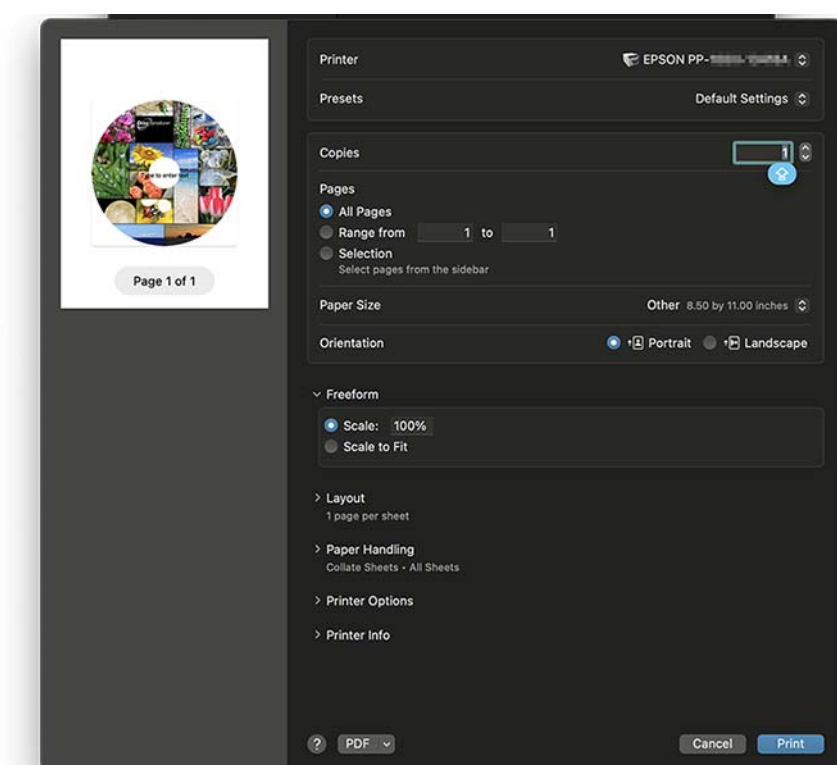 Printer
EPSON PP-
Presets
Default Settings
Copies
1
Pages
All Pages
Range from 1 to 1
Selection
Select pages from the sidebar
Paper Size
Other 8.50 by 11.00 inches
Orientation
Portrait Landscape
Page 1 of 1
Freeform
Scale: 100%
Scale to Fit
Layout
1 page per sheet
Paper Handling
Collate Sheets • All Sheets
Printer Options
Printer Info
? PDF
Cancel Print